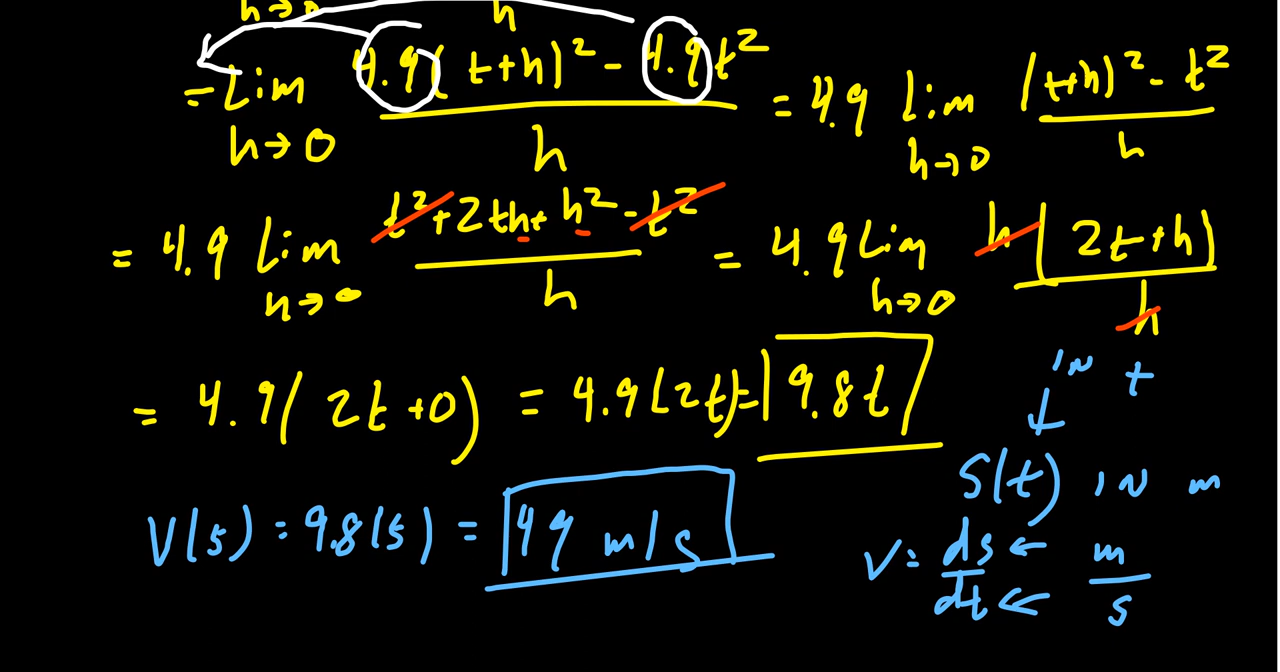 h→0 h
= Lim 4.9(t+h)² - 4.9t² = 4.9 lim (t+h)² - t²
h→0 h h→0 h
= 4.9 Lim t²+2th+h²-t² = 4.9 Lim h(2t+h)
h→0 h h→0 h
in t
= 4.9(2t+0) = 4.9(2t)= 9.8t
S(t) in m
V(5) = 9.8(5) = 49 m/s V= ds ← m
dt ← s